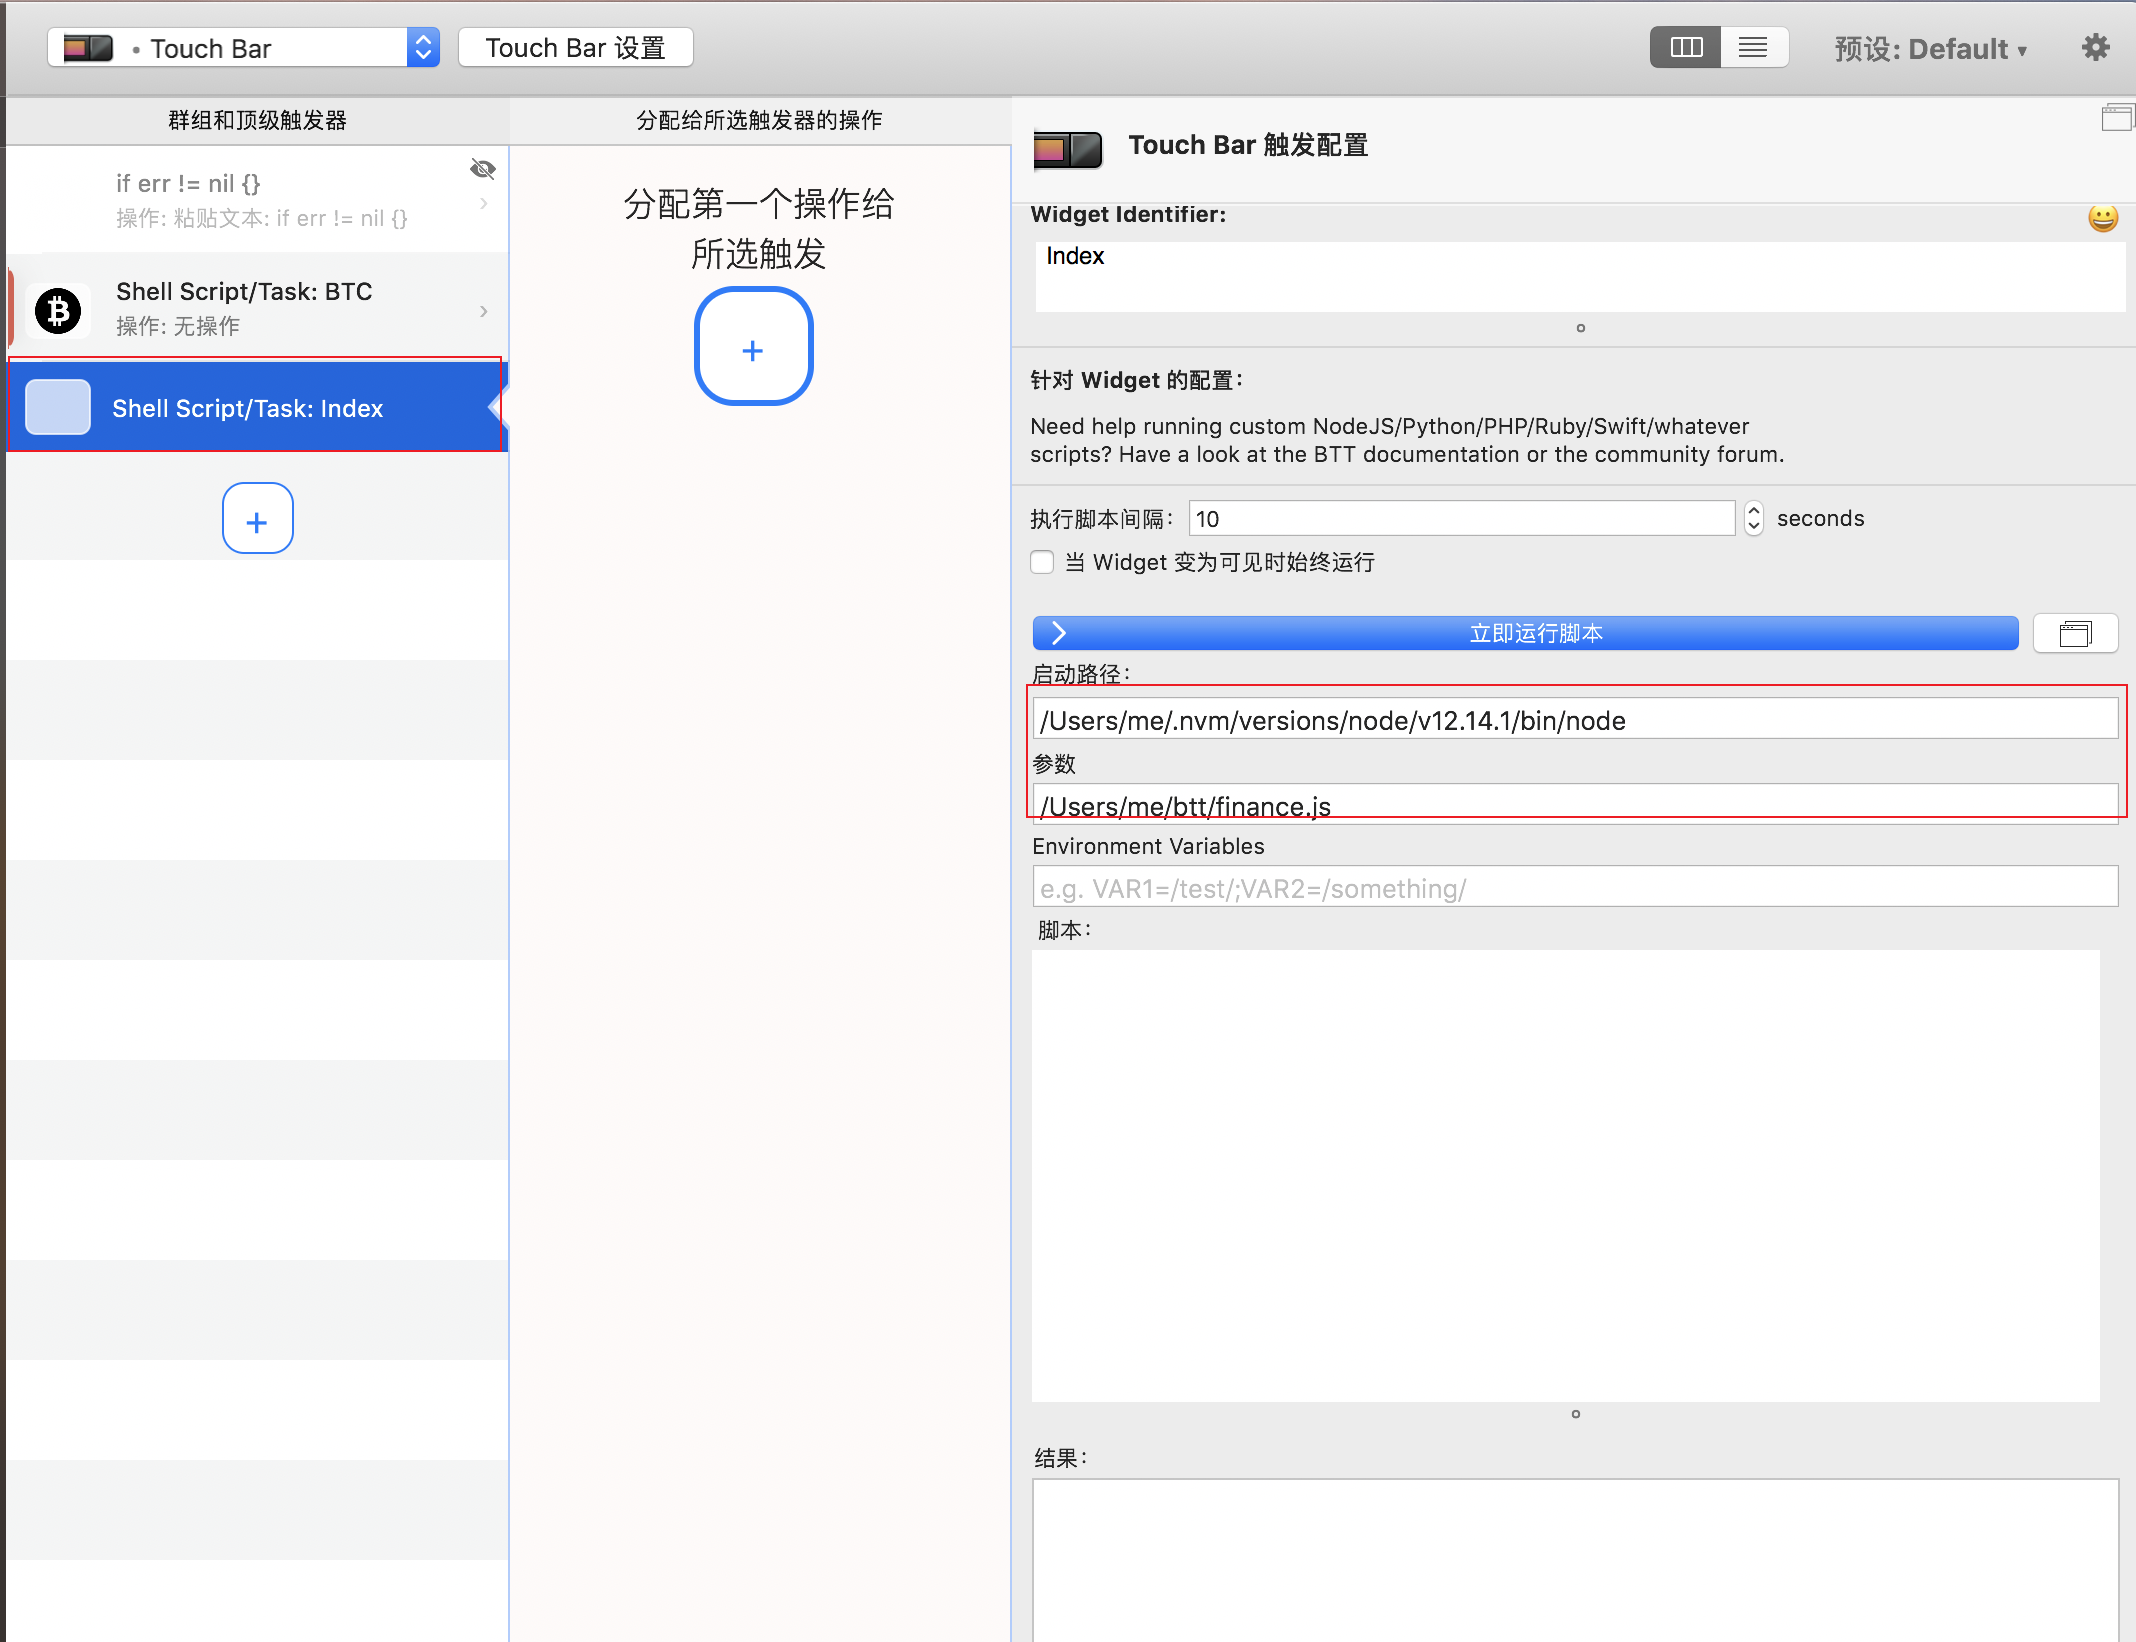 Touch Bar
Touch Bar 设置
预设: Default
群组和顶级触发器
if err != nil {}
操作: 粘贴文本: if err != nil {}
Shell Script/Task: BTC
操作: 无操作
Shell Script/Task: Index
分配给所选触发器的操作
分配第一个操作给
所选触发
Touch Bar 触发配置
Widget Identifier:
Index
针对 Widget 的配置:
Need help running custom NodeJS/Python/PHP/Ruby/Swift/whatever
scripts? Have a look at the BTT documentation or the community forum.
执行脚本间隔: 10 seconds
当 Widget 变为可见时始终运行
立即运行脚本
启动路径:
/Users/me/.nvm/versions/node/v12.14.1/bin/node
参数
/Users/me/btt/finance.js
Environment Variables
e.g. VAR1=/test/;VAR2=/something/
脚本:
结果: